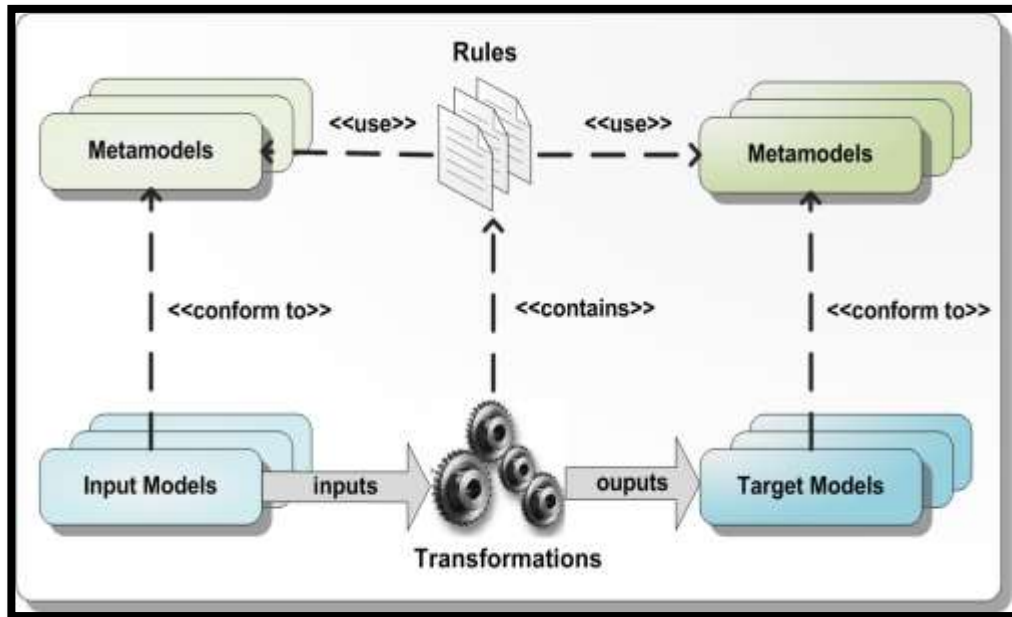 Rules
<<use>>
<<use>>
Metamodels
Metamodels
<<conform to>>
<<contains>>
<<conform to>>
Input Models
inputs
ouputs
Target Models
Transformations